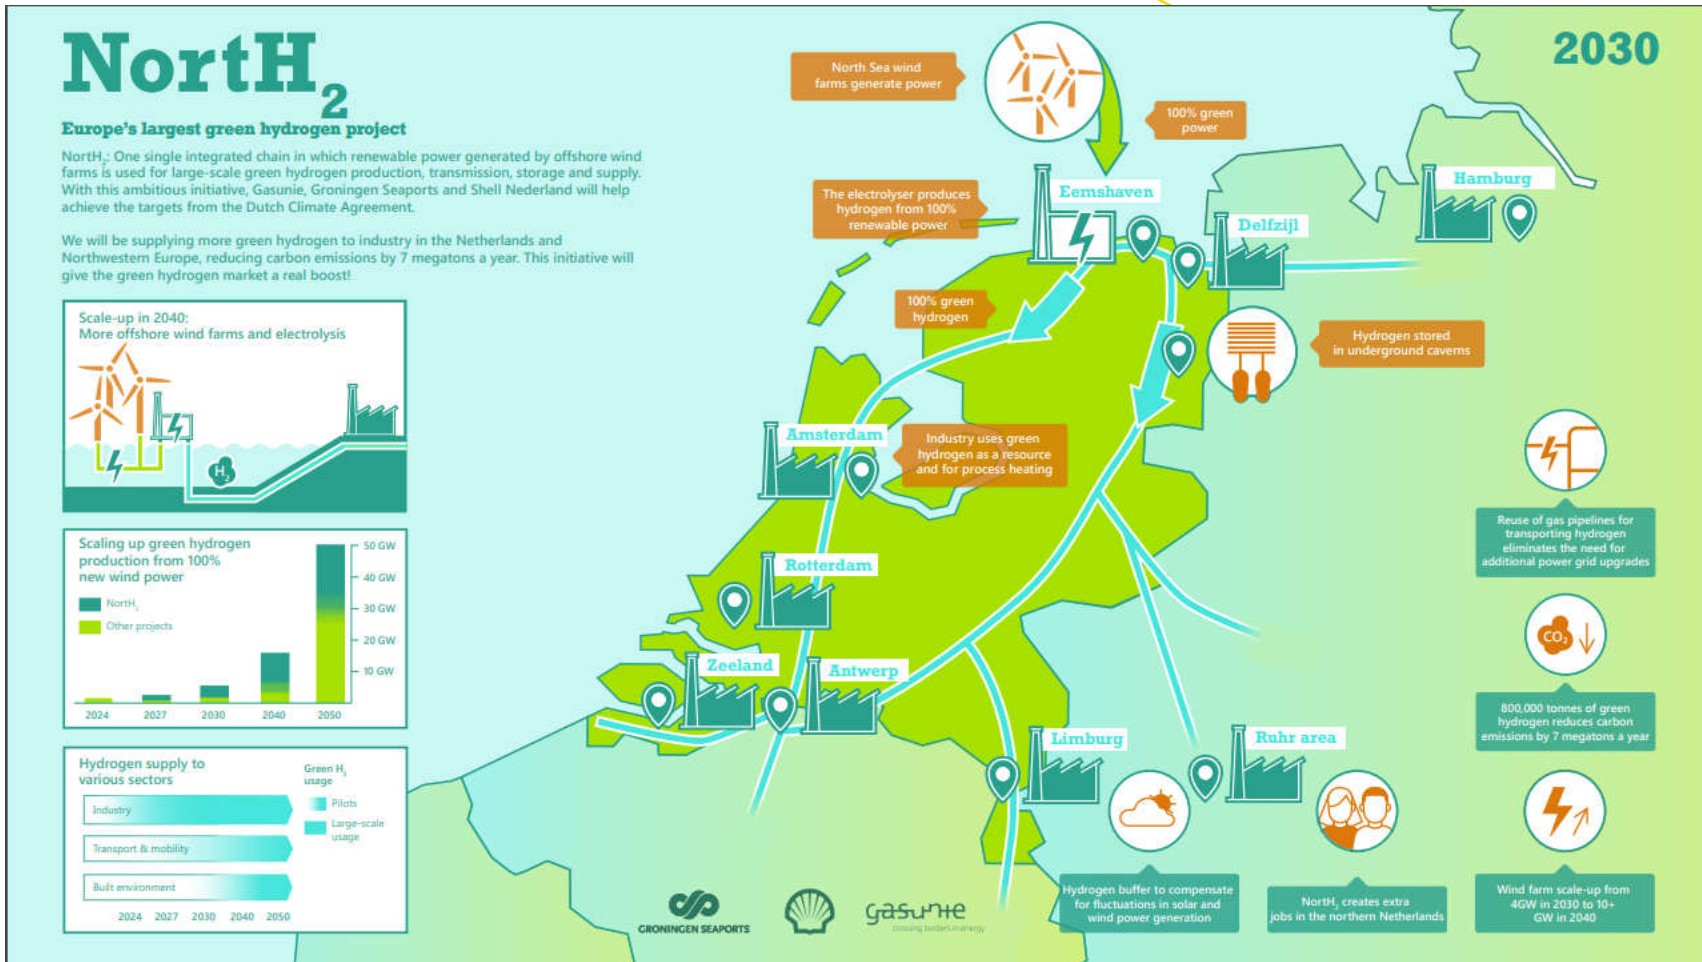 NortH2
2030
Europe's largest green hydrogen project
NortH2: One single integrated chain in which renewable power generated by offshore wind
farms is used for large-scale green hydrogen production, transmission, storage and supply.
With this ambitious initiative, Gasunie, Groningen Seaports and Shell Nederland will help
achieve the targets from the Dutch Climate Agreement.
We will be supplying more green hydrogen to industry in the Netherlands and
Northwestern Europe, reducing carbon emissions by 7 megatons a year. This initiative will
give the green hydrogen market a real boost!
Scale-up in 2040:
More offshore wind farms and electrolysis
H2
Scaling up green hydrogen
production from 100%
new wind power
NortH2
Other projects
50 GW
40 GW
30 GW
20 GW
10 GW
2024 2027 2030 2040 2050
Hydrogen supply to
various sectors
Green H2
usage
Pilots
Large-scale
usage
Industry
Transport & mobility
Built environment
2024 2027 2030 2040 2050
North Sea wind
farms generate power
100% green
power
The electrolyser produces
hydrogen from 100%
renewable power
Eemshaven
Delfzijl
Hamburg
100% green
hydrogen
Hydrogen stored
in underground caverns
Amsterdam
Industry uses green
hydrogen as a resource
and for process heating
Rotterdam
Zeeland
Antwerp
Limburg
Ruhr area
Reuse of gas pipelines for
transporting hydrogen
eliminates the need for
additional power grid upgrades
CO2
800,000 tonnes of green
hydrogen reduces carbon
emissions by 7 megatons a year
Hydrogen buffer to compensate
for fluctuations in solar and
wind power generation
NortH2 creates extra
jobs in the northern Netherlands
Wind farm scale-up from
4GW in 2030 to 10+
GW in 2040
GRONINGEN SEAPORTS
gasunie
crossing borders in energy